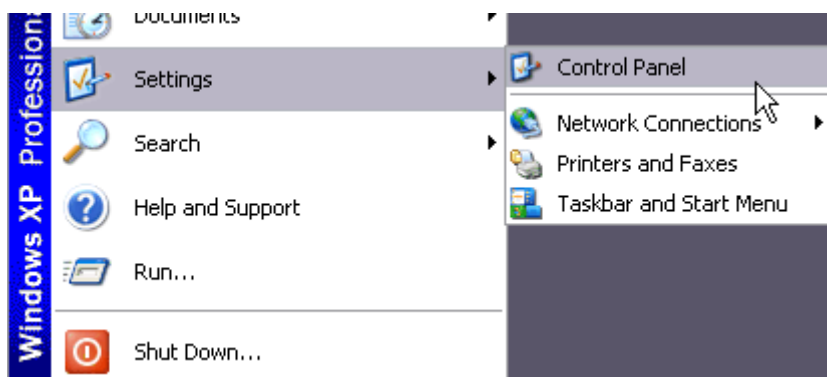 Windows XP Professional
Documents
Settings
Search
Help and Support
Run...
Shut Down...
Control Panel
Network Connections
Printers and Faxes
Taskbar and Start Menu